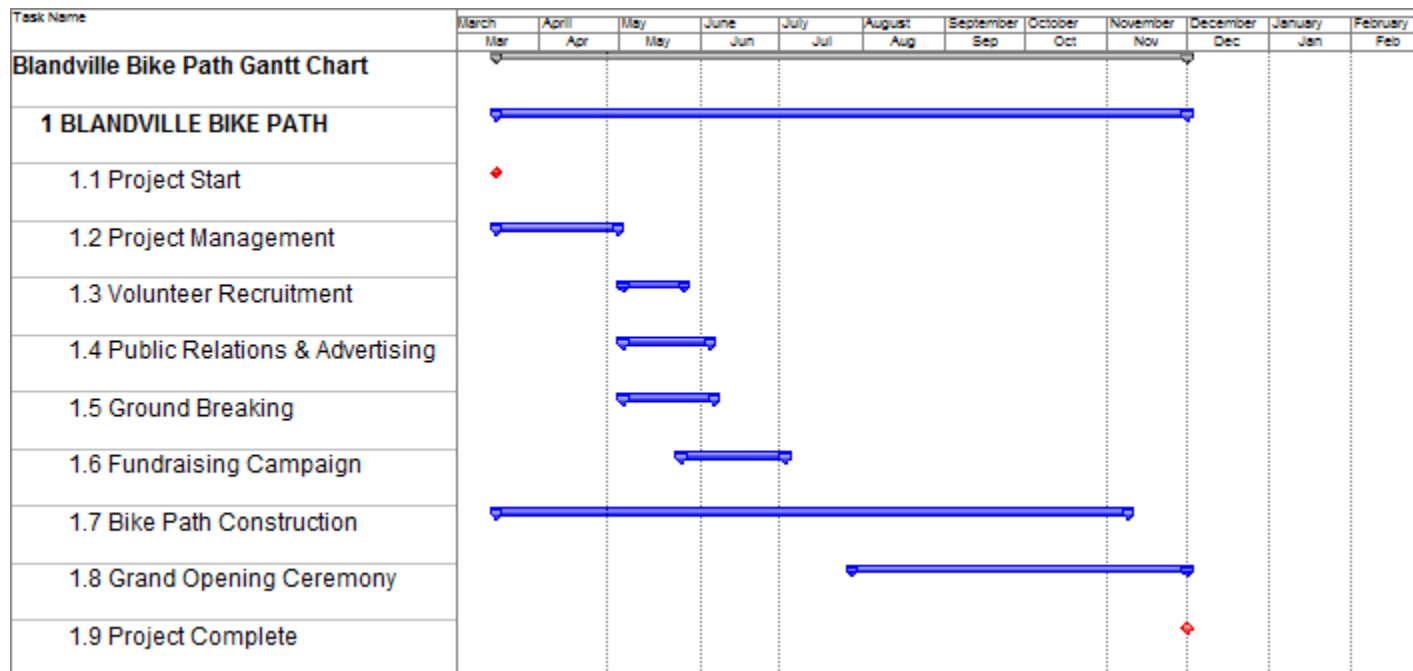 Task Name
March April May June July August September October November December January February
Mar Apr May Jun Jul Aug Sep Oct Nov Dec Jan Feb
Blandville Bike Path Gantt Chart
1 BLANDVILLE BIKE PATH
1.1 Project Start
1.2 Project Management
1.3 Volunteer Recruitment
1.4 Public Relations & Advertising
1.5 Ground Breaking
1.6 Fundraising Campaign
1.7 Bike Path Construction
1.8 Grand Opening Ceremony
1.9 Project Complete